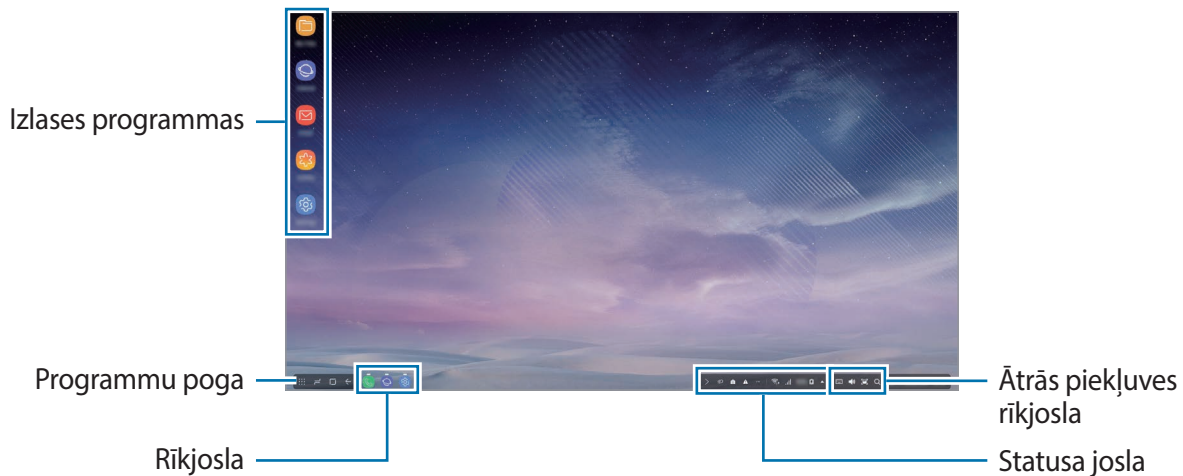 Izlases programmas
Programmu poga
Rīkjosla
Ātrās piekļuves
rīkjosla
Statusa josla